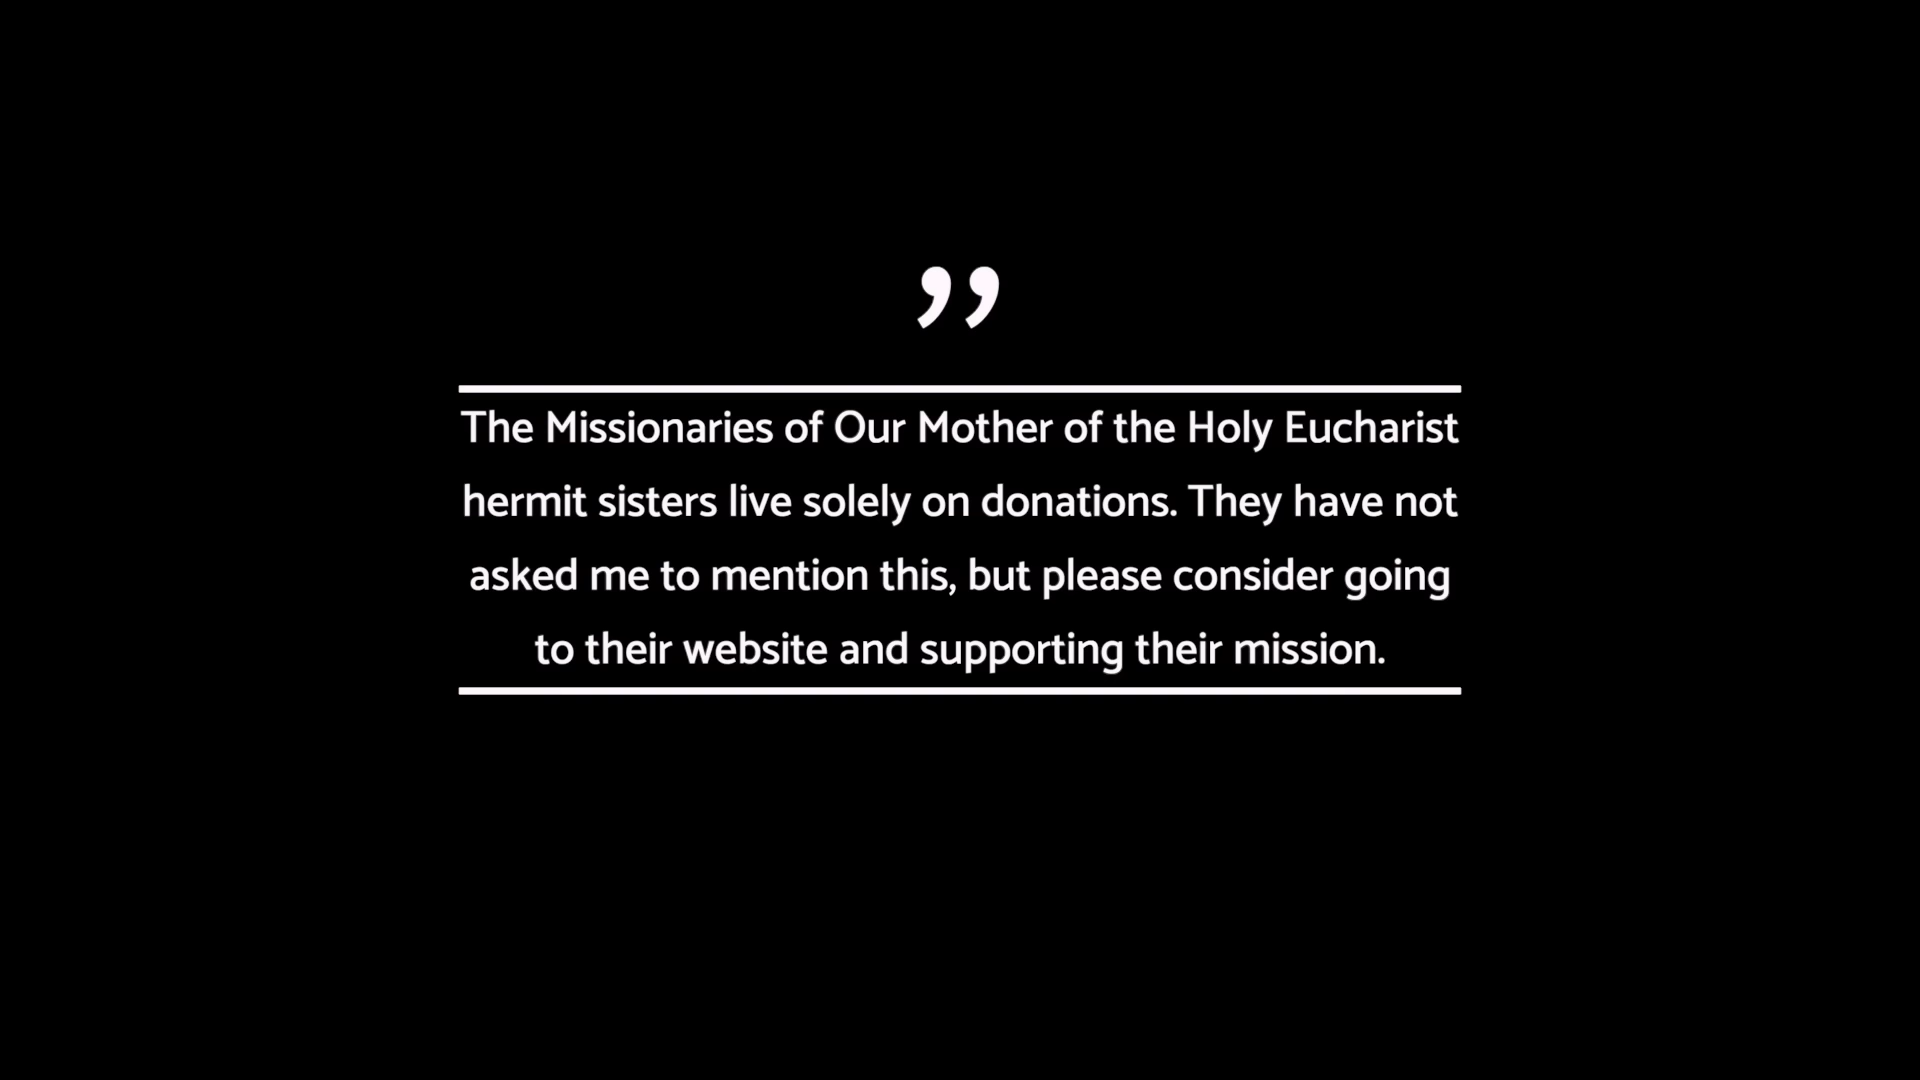 ”
The Missionaries of Our Mother of the Holy Eucharist
hermit sisters live solely on donations. They have not
asked me to mention this, but please consider going
to their website and supporting their mission.